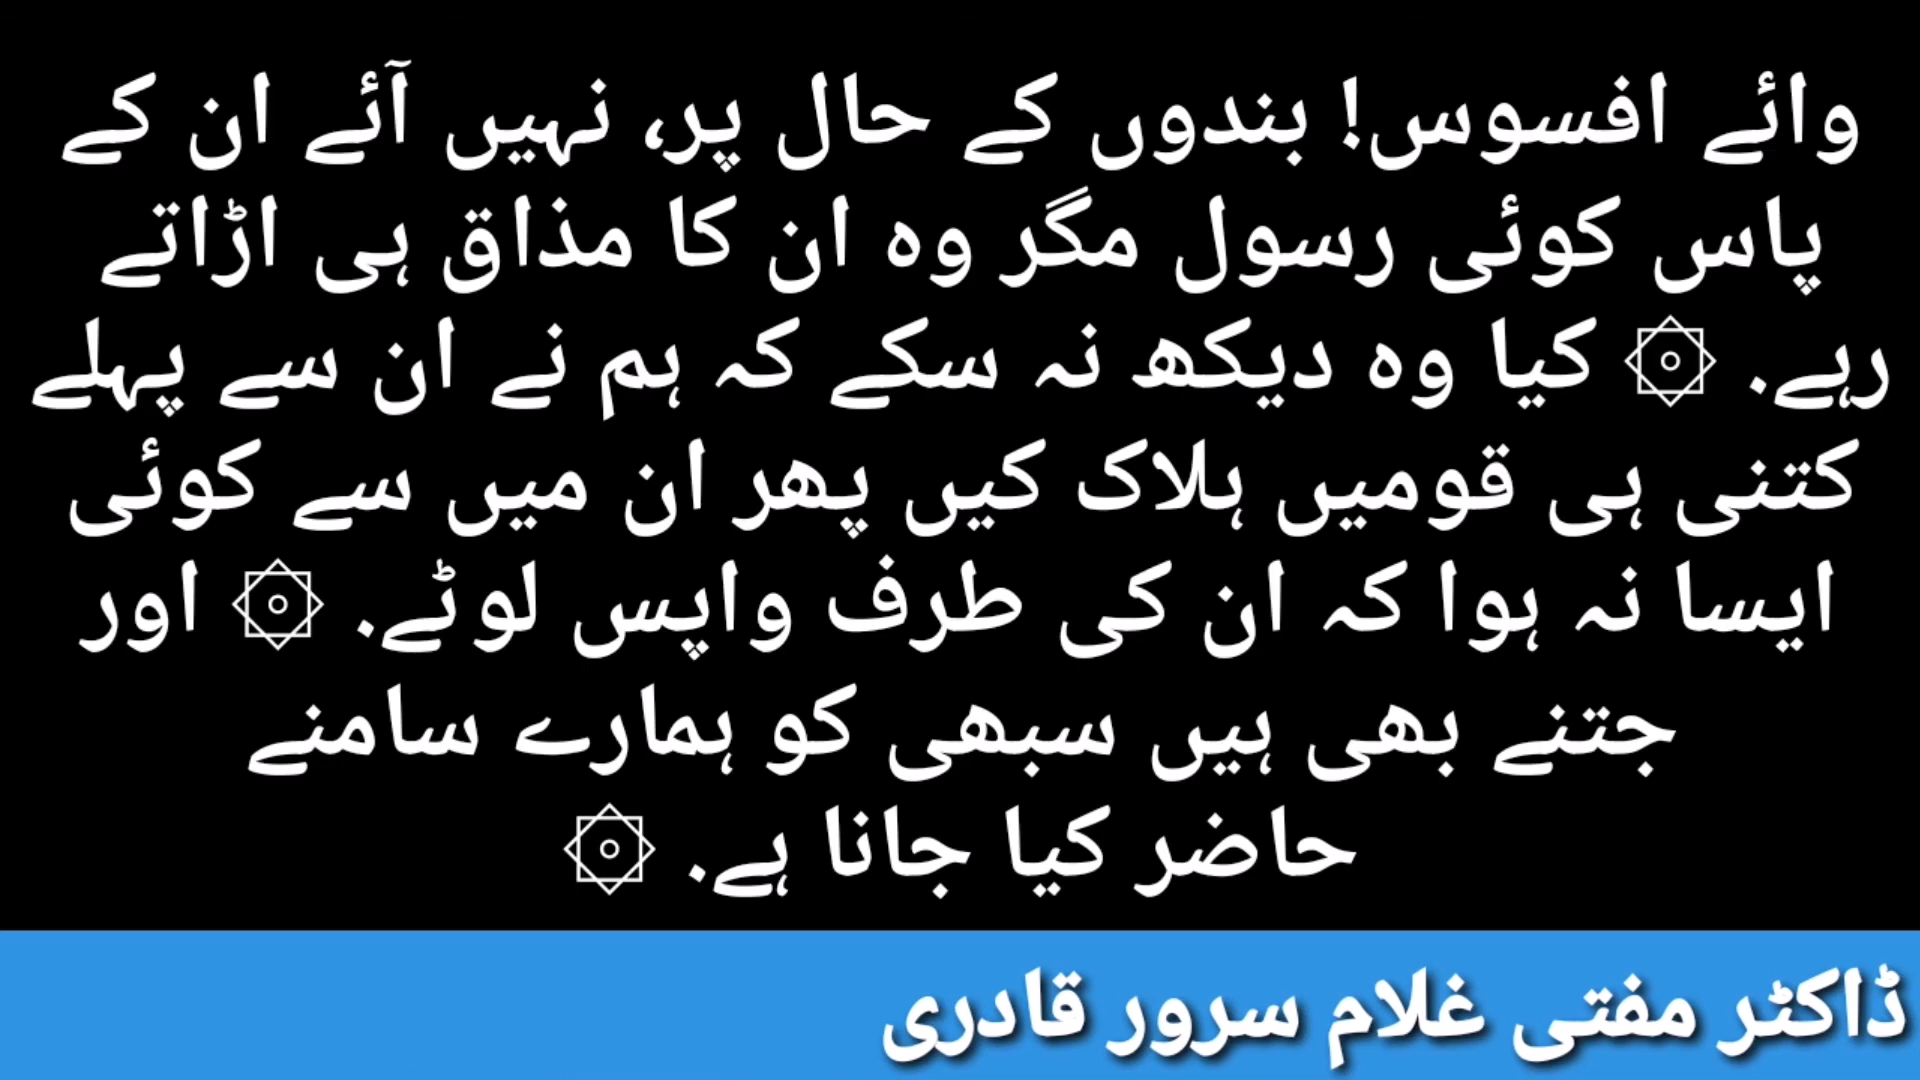 وائے افسوس! بندوں کے حال پر، نہیں آئے ان کے
پاس کوئی رسول مگر وہ ان کا مذاق ہی اڑاتے
رہے. ۞ کیا وہ دیکھ نہ سکے کہ ہم نے ان سے پہلے
کتنی ہی قومیں ہلاک کیں پھر ان میں سے کوئی
ایسا نہ ہوا کہ ان کی طرف واپس لوٹے. ۞ اور
جتنے بھی ہیں سبھی کو ہمارے سامنے
حاضر کیا جانا ہے. ۞
ڈاکٹر مفتی غلام سرور قادری